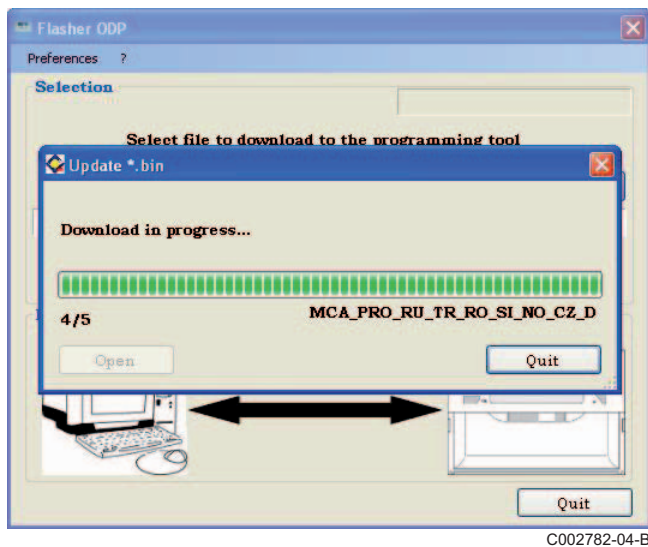 Flasher ODP
Preferences ?
Selection
Select file to download to the programming tool
Update *.bin
Download in progress...
4/5 MCA_PRO_RU_TR_RO_SI_NO_CZ_D
Open Quit
Quit
C002782-04-B